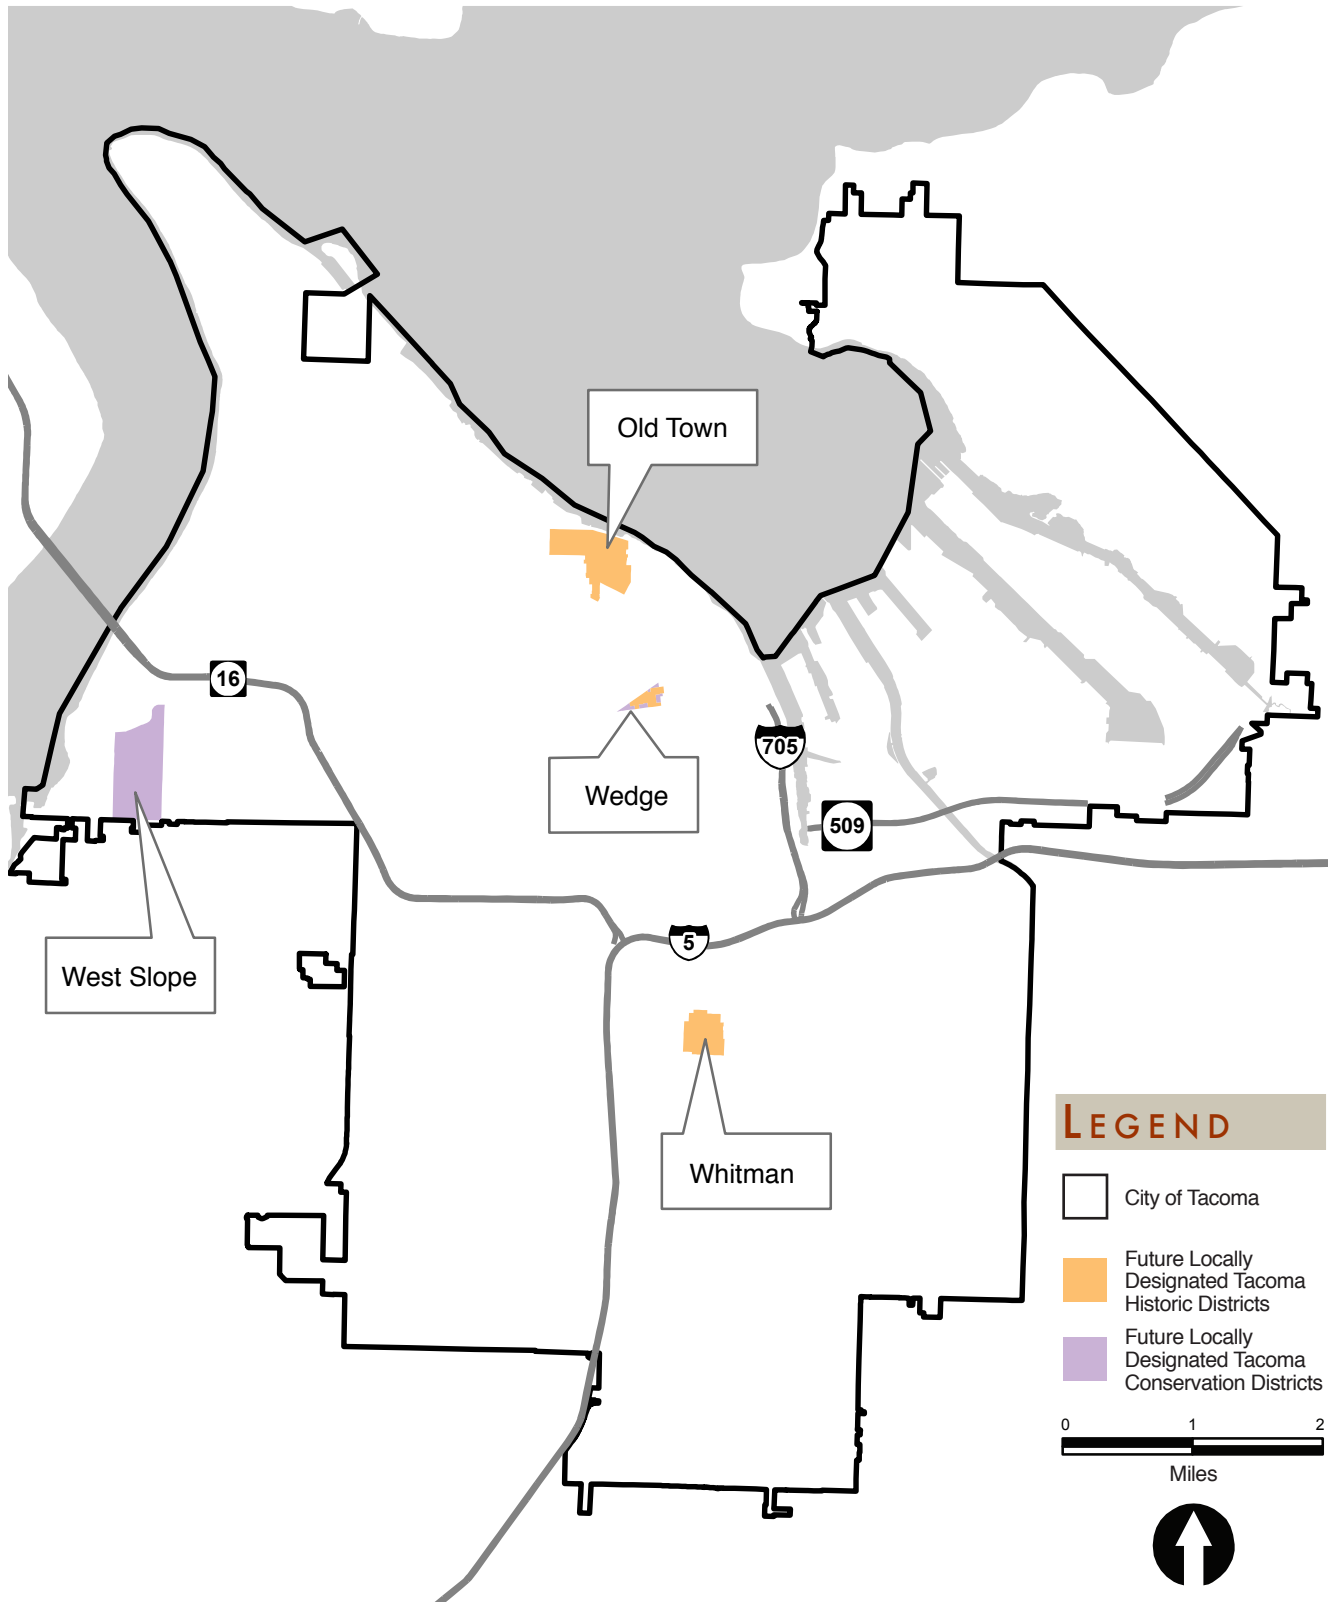 Old Town
16
705
Wedge
509
5
West Slope
Whitman
LEGEND
City of Tacoma
Future Locally
Designated Tacoma
Historic Districts
Future Locally
Designated Tacoma
Conservation Districts
0 1 2
Miles